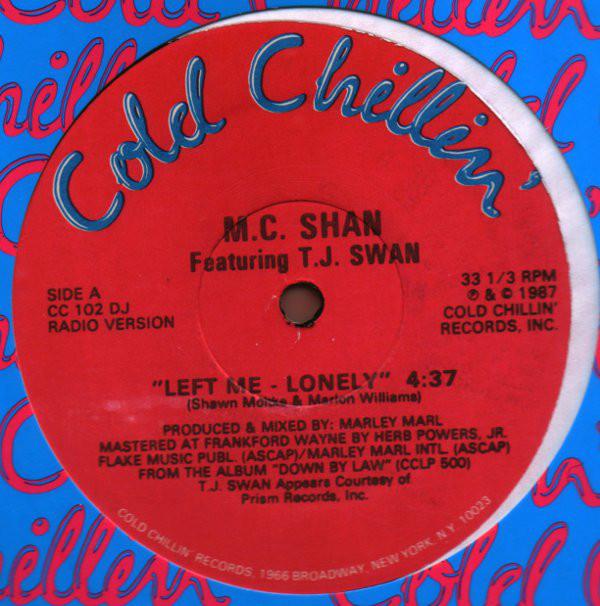 Cold Chillin'
M.C. SHAN
Featuring T.J. SWAN
SIDE A
CC 102 DJ
RADIO VERSION
33 1/3 RPM
℗ & © 1987
COLD CHILLIN'
RECORDS, INC.
"LEFT ME - LONELY" 4:37
(Shawn Moltke & Marlon Williams)
PRODUCED & MIXED BY: MARLEY MARL
MASTERED AT FRANKFORD WAYNE BY HERB POWERS, JR.
FLAKE MUSIC PUBL. (ASCAP)/MARLEY MARL INTL. (ASCAP)
FROM THE ALBUM "DOWN BY LAW" (CCLP 500)
T.J. SWAN Appears Courtesy of
Prism Records, Inc.
COLD CHILLIN' RECORDS, 1966 BROADWAY, NEW YORK, N.Y. 10023
Cold Chillin